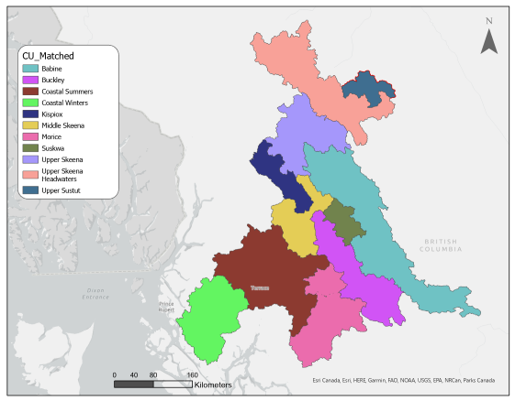 N
CU_Matched
Babine
Buckley
Coastal Summers
Coastal Winters
Kispiox
Middle Skeena
Morice
Suskwa
Upper Skeena
Upper Skeena
Headwaters
Upper Sustut
BRITISH
COLUMBIA
Dixon
Entrance
Prince
Rupert
Terrace
0 40 80 160
Kilometers
Esri Canada, Esri, HERE, Garmin, FAO, NOAA, USGS, EPA, NRCan, Parks Canada